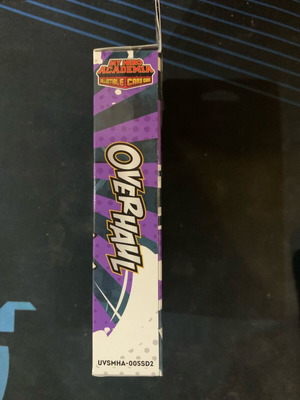 MY HERO
ACADEMIA
COLLECTIBLE CARD GAME
OVERHAUL
UVSMHA-005SD2